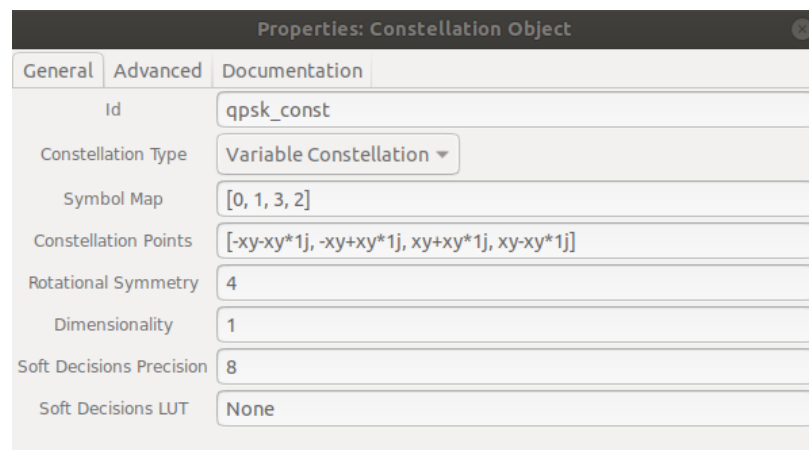 Properties: Constellation Object
General Advanced Documentation
Id qpsk_const
Constellation Type Variable Constellation
Symbol Map [0, 1, 3, 2]
Constellation Points [-xy-xy*1j, -xy+xy*1j, xy+xy*1j, xy-xy*1j]
Rotational Symmetry 4
Dimensionality 1
Soft Decisions Precision 8
Soft Decisions LUT None